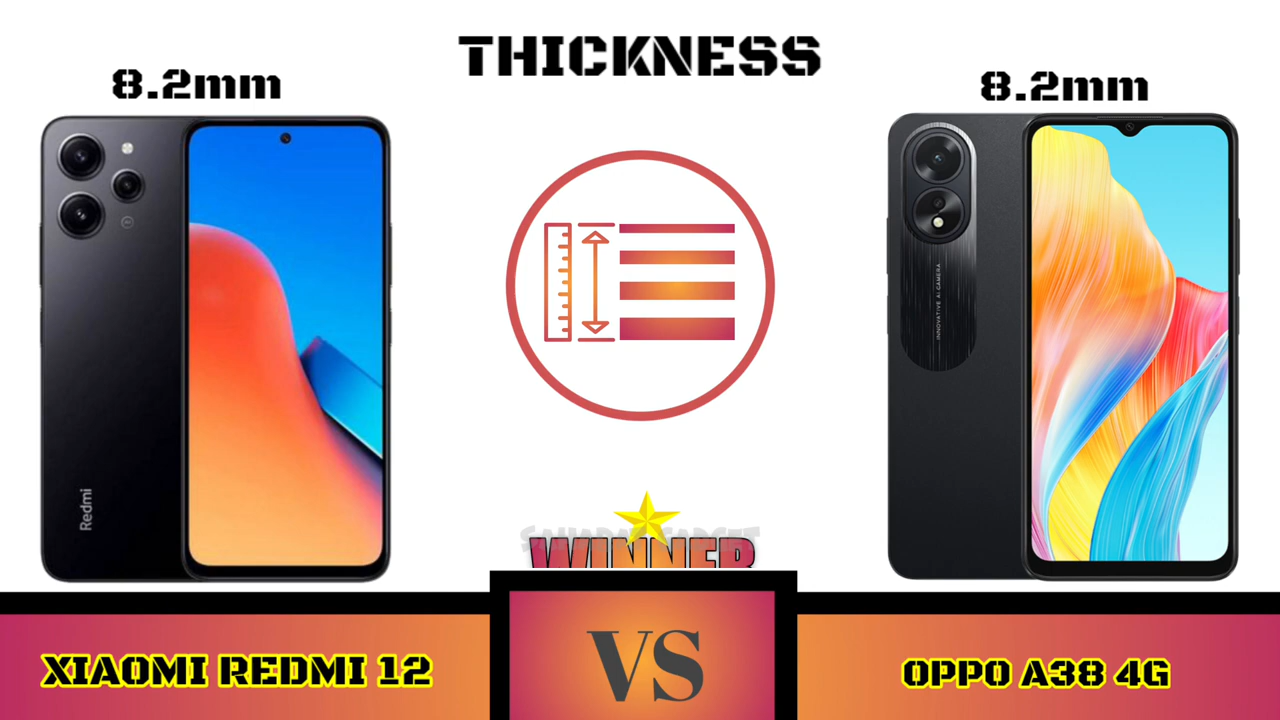 THICKNESS
8.2mm
8.2mm
Redmi
INNOVATIVE AI CAMERA
WINNER
XIAOMI REDMI 12
VS
OPPO A38 4G